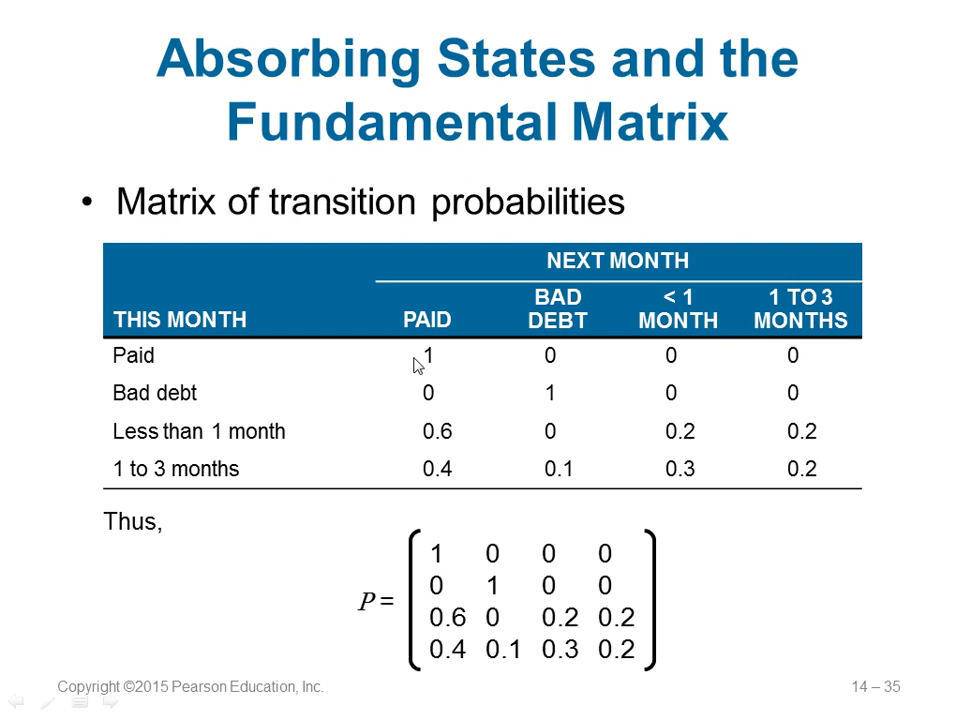 Absorbing States and the
Fundamental Matrix
• Matrix of transition probabilities
NEXT MONTH
THIS MONTH PAID BAD DEBT < 1 MONTH 1 TO 3 MONTHS
Paid 1 0 0 0
Bad debt 0 1 0 0
Less than 1 month 0.6 0 0.2 0.2
1 to 3 months 0.4 0.1 0.3 0.2
Thus,
P =
1 0 0 0
0 1 0 0
0.6 0 0.2 0.2
0.4 0.1 0.3 0.2
Copyright ©2015 Pearson Education, Inc. 14 – 35